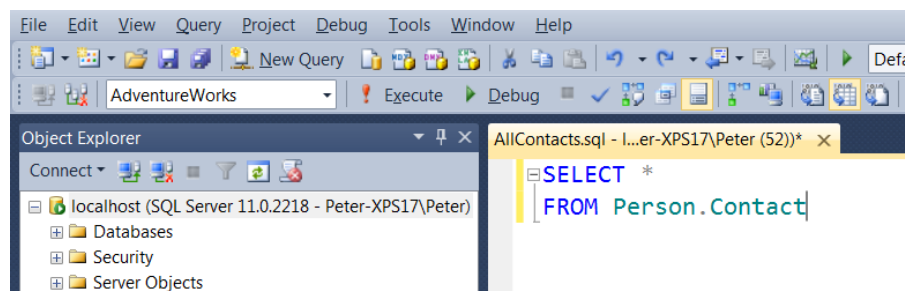 File Edit View Query Project Debug Tools Window Help
New Query
AdventureWorks Execute Debug
Object Explorer
AllContacts.sql - l...er-XPS17\Peter (52))*
Connect
SELECT *
localhost (SQL Server 11.0.2218 - Peter-XPS17\Peter)
FROM Person.Contact
Databases
Security
Server Objects